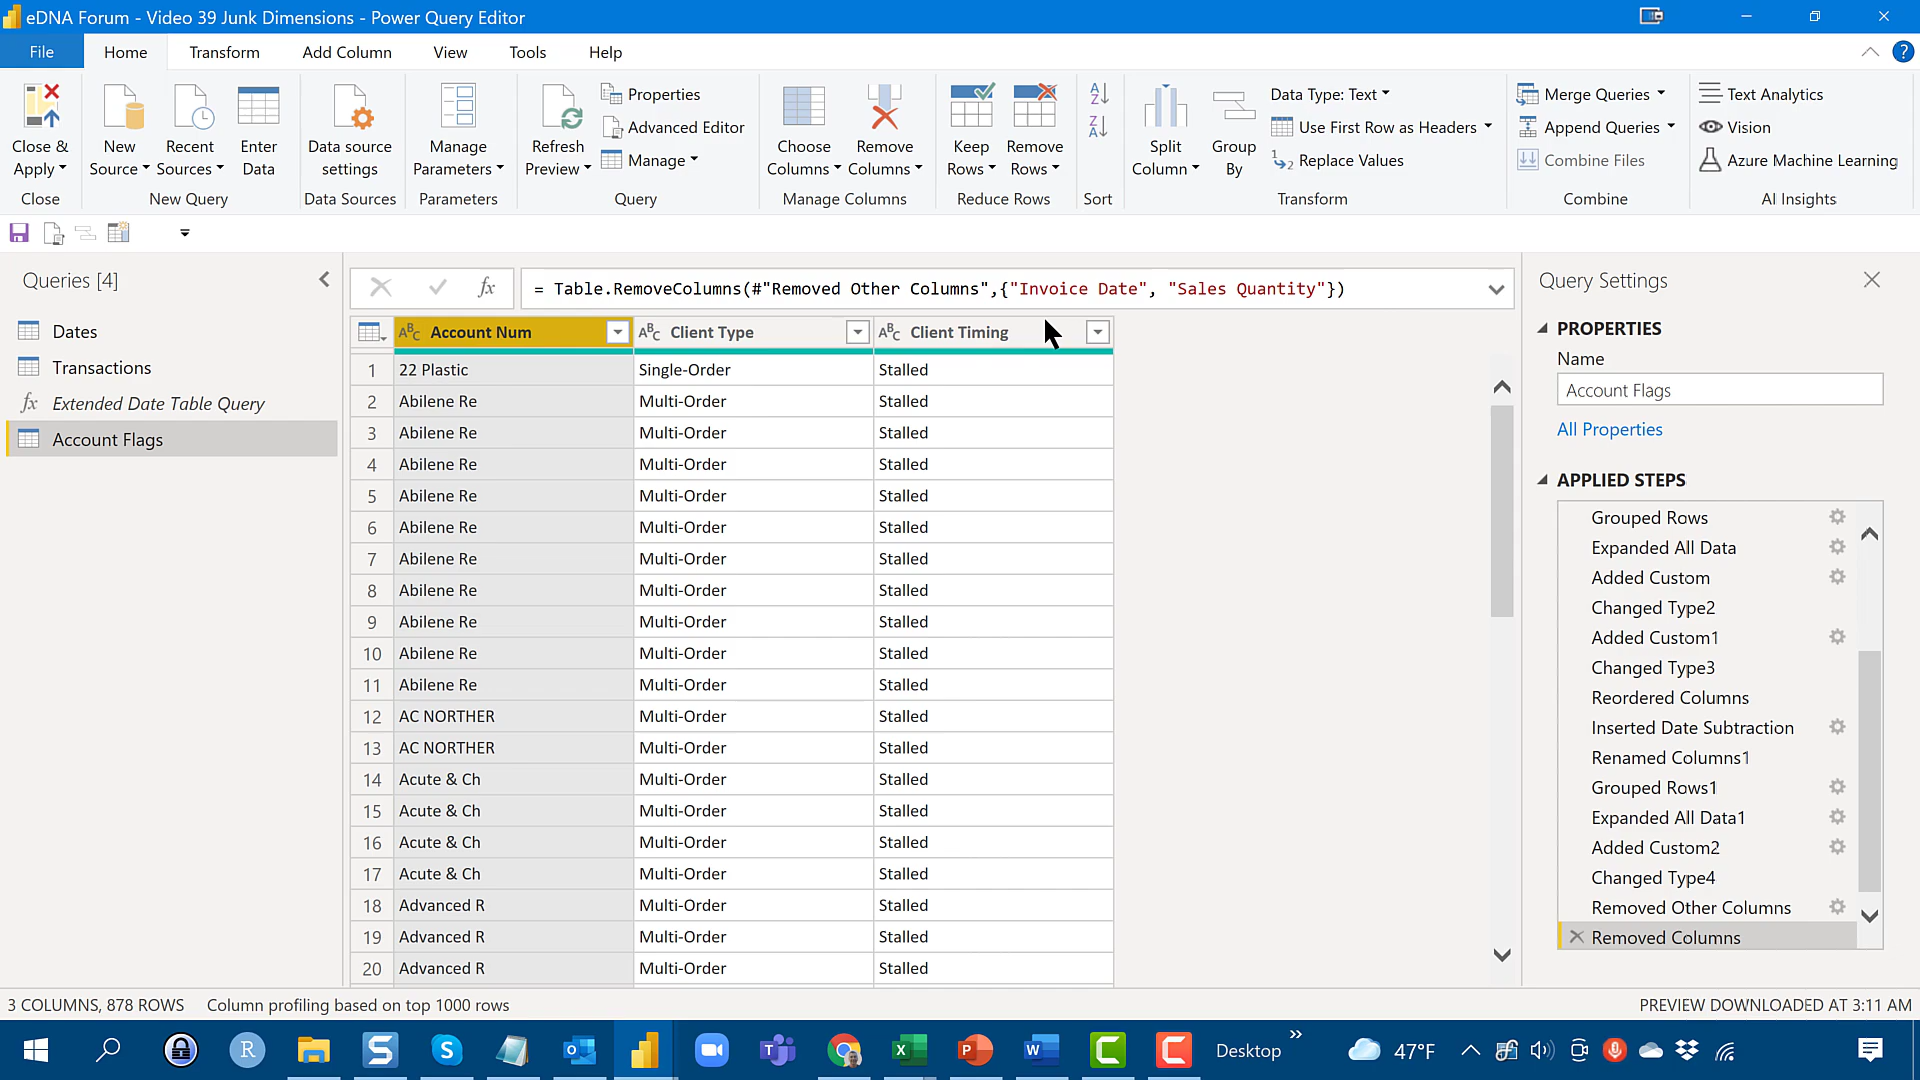 eDNA Forum - Video 39 Junk Dimensions - Power Query Editor
File Home Transform Add Column View Tools Help
Close & Apply
Close
New Source
Recent Sources
Enter Data
New Query
Data source settings
Data Sources
Manage Parameters
Parameters
Refresh Preview
Properties
Advanced Editor
Manage
Query
Choose Columns
Remove Columns
Manage Columns
Keep Rows
Remove Rows
Reduce Rows
Sort
Split Column
Group By
Data Type: Text
Use First Row as Headers
Replace Values
Transform
Merge Queries
Append Queries
Combine Files
Combine
Text Analytics
Vision
Azure Machine Learning
AI Insights
Queries [4]
Dates
Transactions
fx Extended Date Table Query
Account Flags
fx = Table.RemoveColumns(#"Removed Other Columns",{"Invoice Date", "Sales Quantity"})
ABC Account Num ABC Client Type ABC Client Timing
1 22 Plastic Single-Order Stalled
2 Abilene Re Multi-Order Stalled
3 Abilene Re Multi-Order Stalled
4 Abilene Re Multi-Order Stalled
5 Abilene Re Multi-Order Stalled
6 Abilene Re Multi-Order Stalled
7 Abilene Re Multi-Order Stalled
8 Abilene Re Multi-Order Stalled
9 Abilene Re Multi-Order Stalled
10 Abilene Re Multi-Order Stalled
11 Abilene Re Multi-Order Stalled
12 AC NORTHER Multi-Order Stalled
13 AC NORTHER Multi-Order Stalled
14 Acute & Ch Multi-Order Stalled
15 Acute & Ch Multi-Order Stalled
16 Acute & Ch Multi-Order Stalled
17 Acute & Ch Multi-Order Stalled
18 Advanced R Multi-Order Stalled
19 Advanced R Multi-Order Stalled
20 Advanced R Multi-Order Stalled
Query Settings
PROPERTIES
Name
Account Flags
All Properties
APPLIED STEPS
Grouped Rows
Expanded All Data
Added Custom
Changed Type2
Added Custom1
Changed Type3
Reordered Columns
Inserted Date Subtraction
Renamed Columns1
Grouped Rows1
Expanded All Data1
Added Custom2
Changed Type4
Removed Other Columns
Removed Columns
3 COLUMNS, 878 ROWS Column profiling based on top 1000 rows PREVIEW DOWNLOADED AT 3:11 AM
Desktop 47°F